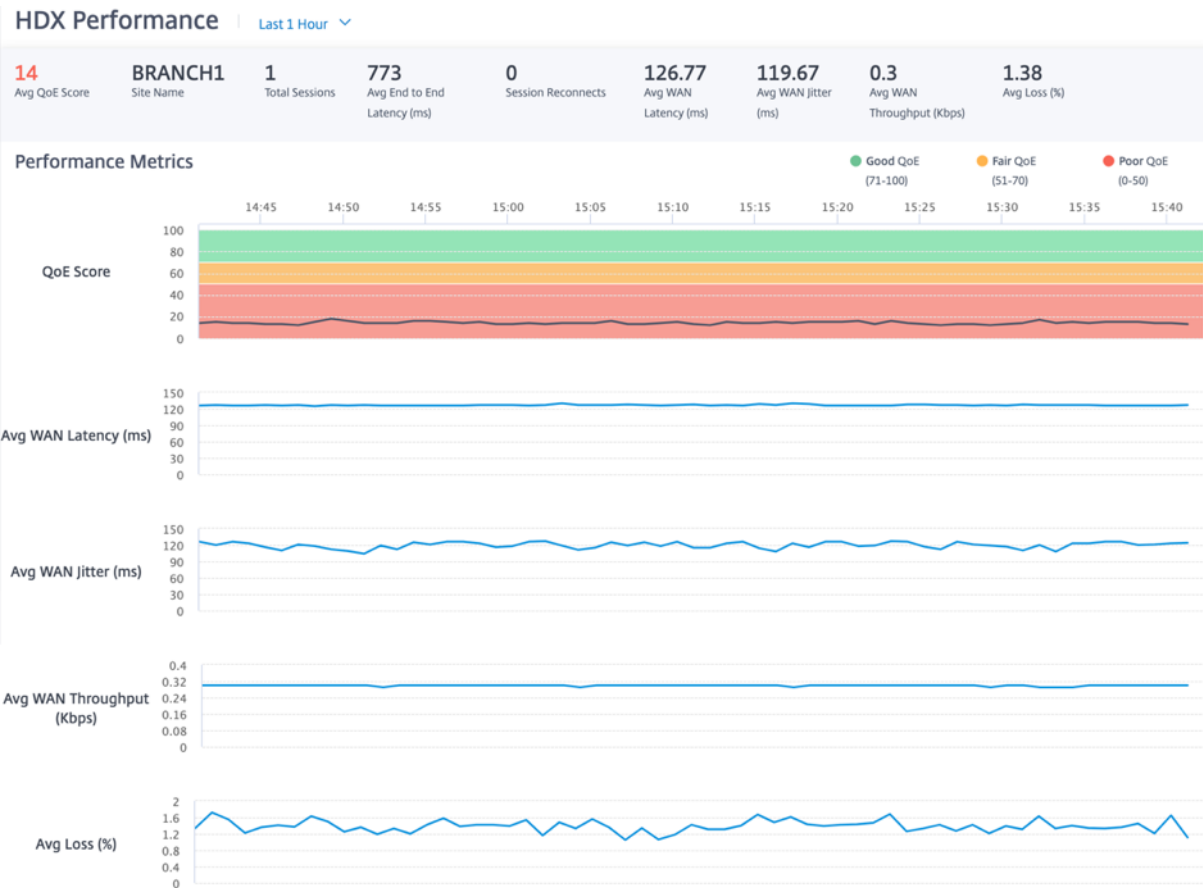 HDX Performance
Last 1 Hour
14
Avg QoE Score
BRANCH1
Site Name
1
Total Sessions
773
Avg End to End
Latency (ms)
0
Session Reconnects
126.77
Avg WAN
Latency (ms)
119.67
Avg WAN Jitter
(ms)
0.3
Avg WAN
Throughput (Kbps)
1.38
Avg Loss (%)
Performance Metrics
Good QoE
(71-100)
Fair QoE
(51-70)
Poor QoE
(0-50)
14:45 14:50 14:55 15:00 15:05 15:10 15:15 15:20 15:25 15:30 15:35 15:40
QoE Score
100
80
60
40
20
0
Avg WAN Latency (ms)
150
120
90
60
30
0
Avg WAN Jitter (ms)
150
120
90
60
30
0
Avg WAN Throughput
(Kbps)
0.4
0.32
0.24
0.16
0.08
0
Avg Loss (%)
2
1.6
1.2
0.8
0.4
0